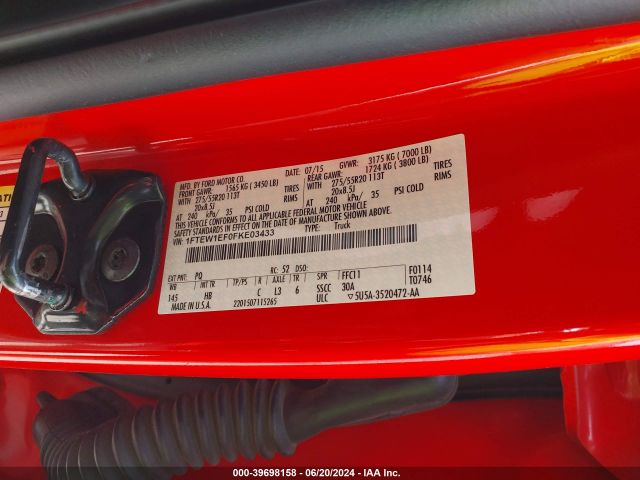 MFD. BY FORD MOTOR CO.
DATE: 07/15 GVWR: 3175 KG ( 7000 LB)
FRONT GAWR: 1565 KG ( 3450 LB) REAR GAWR: 1724 KG ( 3800 LB)
WITH 275/55R20 113T TIRES WITH 275/55R20 113T TIRES
20x8.5J RIMS 20x8.5J RIMS
AT 240 kPa/ 35 PSI COLD AT 240 kPa/ 35 PSI COLD
THIS VEHICLE CONFORMS TO ALL APPLICABLE FEDERAL MOTOR VEHICLE
SAFETY STANDARDS IN EFFECT ON THE DATE OF MANUFACTURE SHOWN ABOVE.
VIN: 1FTEW1EF0FKE03433 TYPE: Truck
EXT PNT: PQ RC: 52 DSO: FFC11 F0114
WB INT TR TP/PS R AXLE TR SPR 30A T0746
145 HB C L3 6 SSCC
MADE IN U.S.A. 2201507115265 ULC 5U5A-3520472-AA
000-39698158 - 06/20/2024 - IAA Inc.